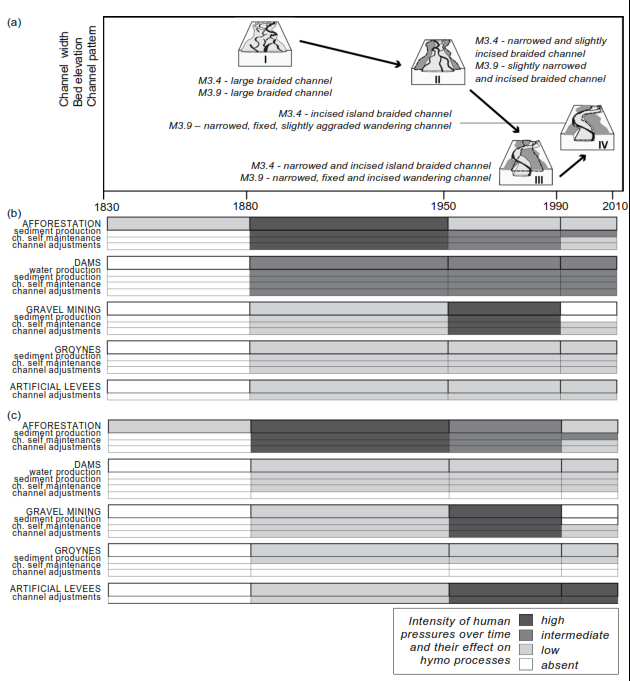 (a)
Channel width
Bed elevation
Channel pattern
I
M3.4 - large braided channel
M3.9 - large braided channel
II
M3.4 - narrowed and slightly
incised braided channel
M3.9 - slightly narrowed
and incised braided channel
M3.4 - incised island braided channel
M3.9 – narrowed, fixed, slightly aggraded wandering channel
IV
M3.4 - narrowed and incised island braided channel
M3.9 - narrowed, fixed and incised wandering channel
III
1830 1880 1950 1990 2010
(b)
AFFORESTATION
sediment production
ch. self maintenance
channel adjustments
DAMS
water production
sediment production
ch. self maintenance
channel adjustments
GRAVEL MINING
sediment production
ch. self maintenance
channel adjustments
GROYNES
sediment production
ch. self maintenance
channel adjustments
ARTIFICIAL LEVEES
channel adjustments
(c)
AFFORESTATION
sediment production
ch. self maintenance
channel adjustments
DAMS
water production
sediment production
ch. self maintenance
channel adjustments
GRAVEL MINING
sediment production
ch. self maintenance
channel adjustments
GROYNES
sediment production
ch. self maintenance
channel adjustments
ARTIFICIAL LEVEES
channel adjustments
Intensity of human
pressures over time
and their effect on
hymo processes
high
intermediate
low
absent